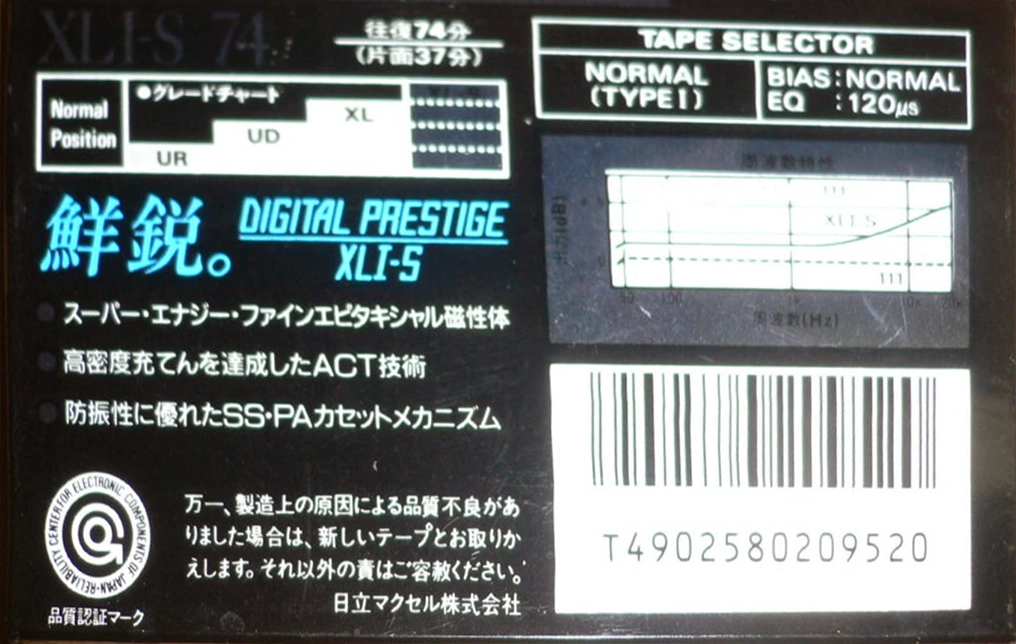 XLI-S 74
往復74分
(片面37分)
Normal
Position
●グレードチャート
XL
UD
UR
TAPE SELECTOR
NORMAL
(TYPE I)
BIAS:NORMAL
EQ :120μs
周波数特性
XLI-S
出力(dB)
50 100 1k 10k 20k
周波数(Hz)
鮮鋭。
DIGITAL PRESTIGE
XLI-S
スーパー・エナジー・ファインエピタキシャル磁性体
高密度充てんを達成したACT技術
防振性に優れたSS・PAカセットメカニズム
RELIABILITY CENTER FOR ELECTRONIC COMPONENTS OF JAPAN
品質認証マーク
万一、製造上の原因による品質不良があ
りました場合は、新しいテープとお取りか
えします。それ以外の責はご容赦ください。
日立マクセル株式会社
T4902580209520